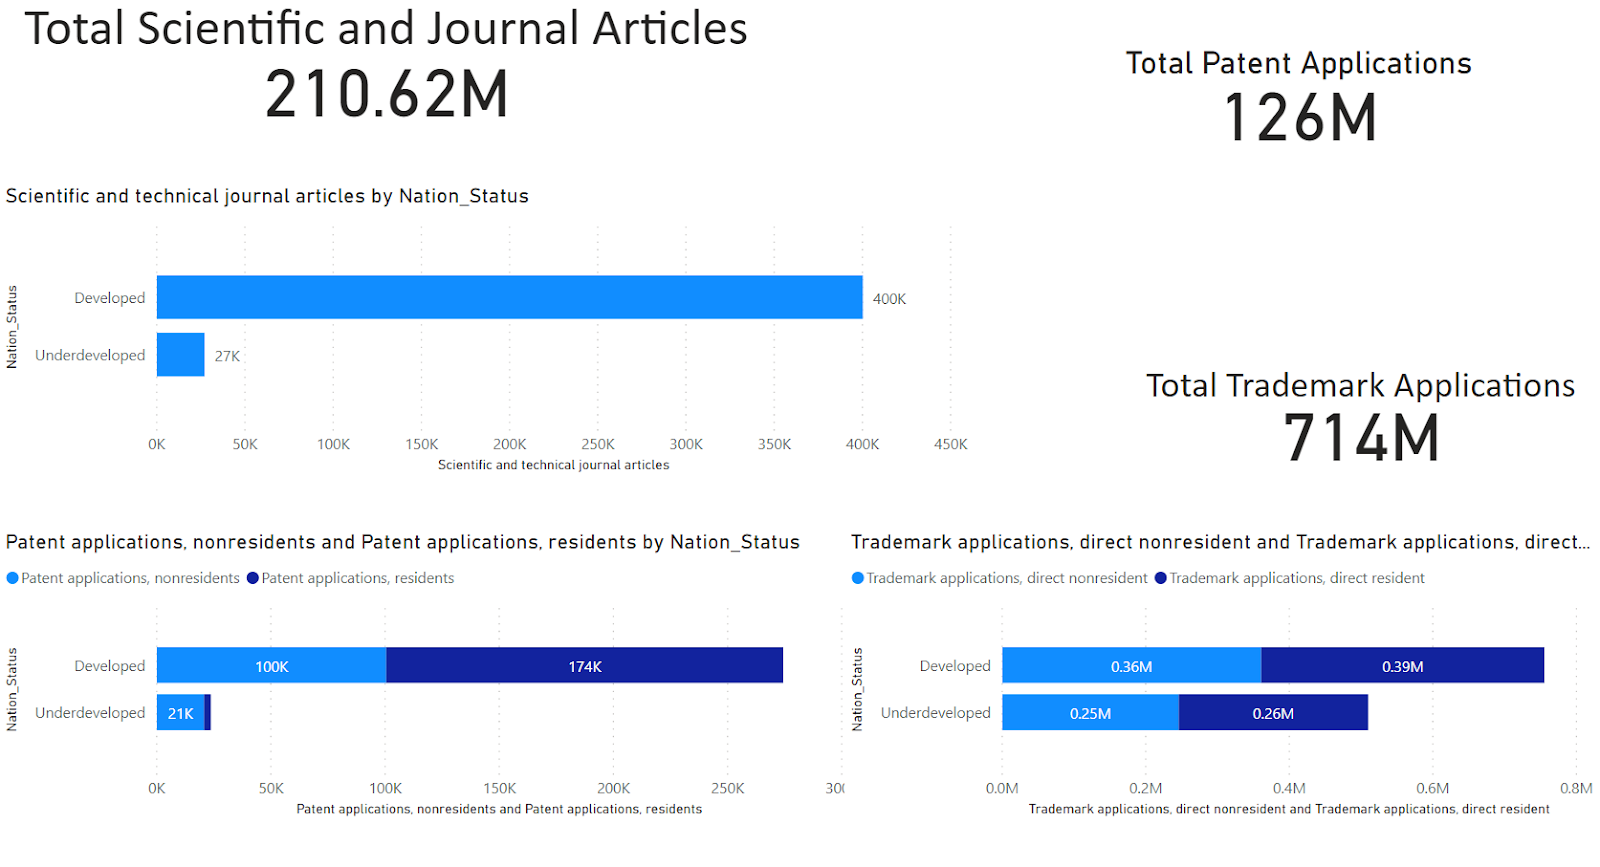 Total Scientific and Journal Articles
210.62M
Total Patent Applications
126M
Scientific and technical journal articles by Nation_Status
Nation_Status
Developed
400K
Underdeveloped
27K
0K 50K 100K 150K 200K 250K 300K 350K 400K 450K
Scientific and technical journal articles
Total Trademark Applications
714M
Patent applications, nonresidents and Patent applications, residents by Nation_Status
Patent applications, nonresidents Patent applications, residents
Nation_Status
Developed 100K 174K
Underdeveloped 21K
0K 50K 100K 150K 200K 250K 30
Patent applications, nonresidents and Patent applications, residents
Trademark applications, direct nonresident and Trademark applications, direct...
Trademark applications, direct nonresident Trademark applications, direct resident
Nation_Status
Developed 0.36M 0.39M
Underdeveloped 0.25M 0.26M
0.0M 0.2M 0.4M 0.6M 0.8M
Trademark applications, direct nonresident and Trademark applications, direct resident